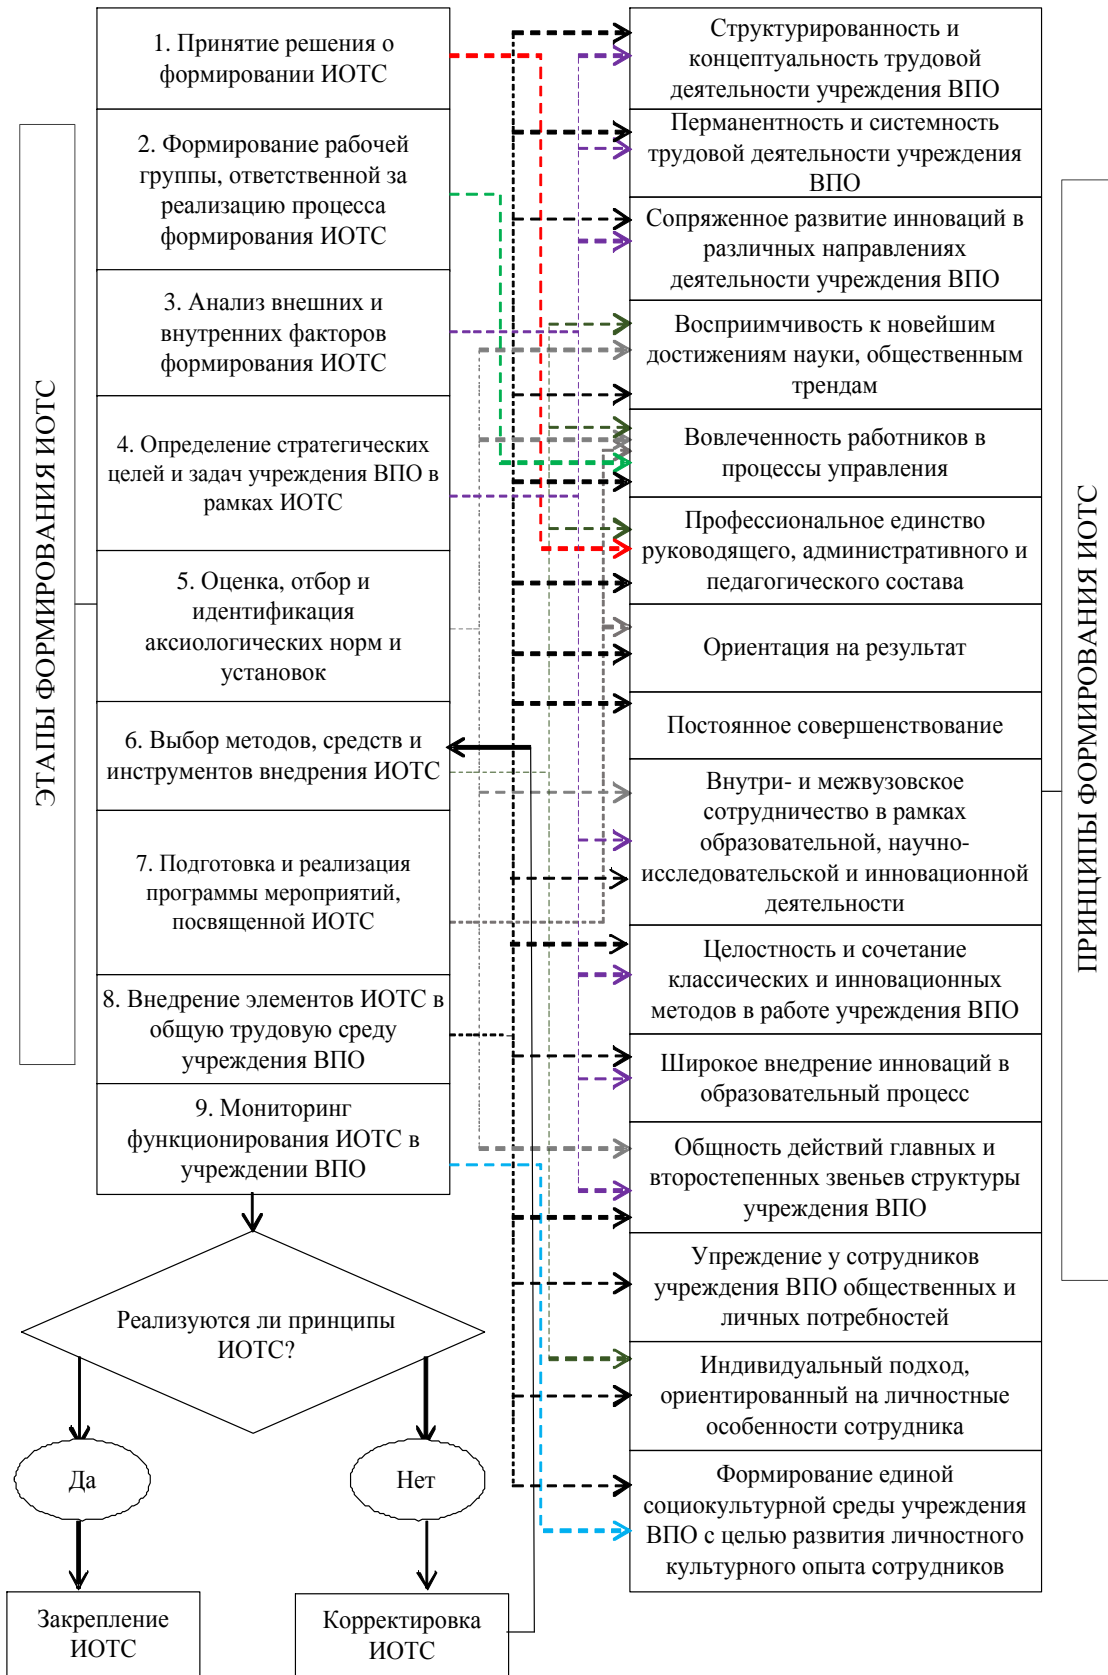 ЭТАПЫ ФОРМИРОВАНИЯ ИОТС
1. Принятие решения о
формировании ИОТС
2. Формирование рабочей
группы, ответственной за
реализацию процесса
формирования ИОТС
3. Анализ внешних и
внутренних факторов
формирования ИОТС
4. Определение стратегических
целей и задач учреждения ВПО в
рамках ИОТС
5. Оценка, отбор и
идентификация
аксиологических норм и
установок
6. Выбор методов, средств и
инструментов внедрения ИОТС
7. Подготовка и реализация
программы мероприятий,
посвященной ИОТС
8. Внедрение элементов ИОТС в
общую трудовую среду
учреждения ВПО
9. Мониторинг
функционирования ИОТС в
учреждении ВПО
Реализуются ли принципы
ИОТС?
Да
Нет
Закрепление
ИОТС
Корректировка
ИОТС
Структурированность и
концептуальность трудовой
деятельности учреждения ВПО
Перманентность и системность
трудовой деятельности учреждения
ВПО
Сопряженное развитие инноваций в
различных направлениях
деятельности учреждения ВПО
Восприимчивость к новейшим
достижениям науки, общественным
трендам
Вовлеченность работников в
процессы управления
Профессиональное единство
руководящего, административного и
педагогического состава
Ориентация на результат
Постоянное совершенствование
Внутри- и межвузовское
сотрудничество в рамках
образовательной, научно-
исследовательской и инновационной
деятельности
Целостность и сочетание
классических и инновационных
методов в работе учреждения ВПО
Широкое внедрение инноваций в
образовательный процесс
Общность действий главных и
второстепенных звеньев структуры
учреждения ВПО
Упреждение у сотрудников
учреждения ВПО общественных и
личных потребностей
Индивидуальный подход,
ориентированный на личностные
особенности сотрудника
Формирование единой
социокультурной среды учреждения
ВПО с целью развития личностного
культурного опыта сотрудников
ПРИНЦИПЫ ФОРМИРОВАНИЯ ИОТС